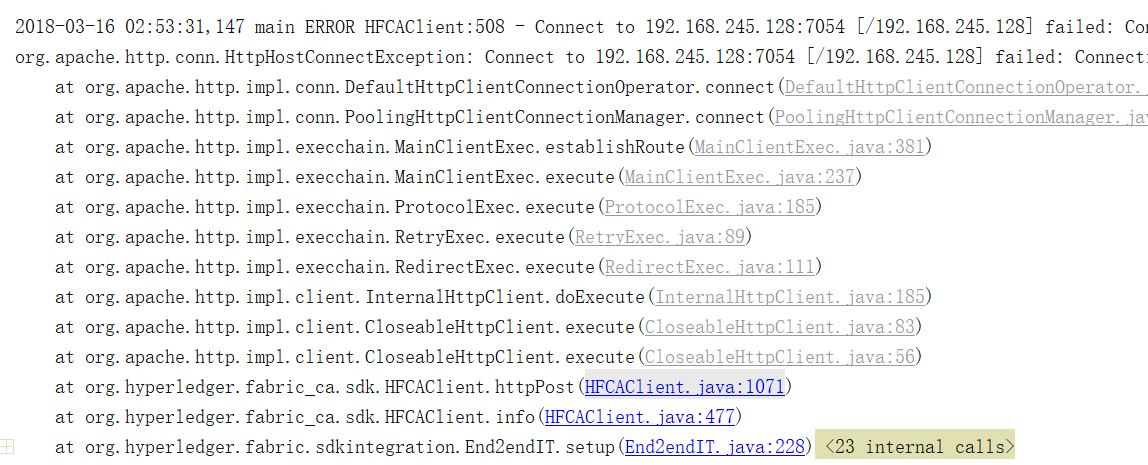 2018-03-16 02:53:31,147 main ERROR HFCAClient:508 - Connect to 192.168.245.128:7054 [/192.168.245.128] failed: Co
org.apache.http.conn.HttpHostConnectException: Connect to 192.168.245.128:7054 [/192.168.245.128] failed: Connecti
at org.apache.http.impl.conn.DefaultHttpClientConnectionOperator.connect(DefaultHttpClientConnectionOperator.
at org.apache.http.impl.conn.PoolingHttpClientConnectionManager.connect(PoolingHttpClientConnectionManager.ja
at org.apache.http.impl.execchain.MainClientExec.establishRoute(MainClientExec.java:381)
at org.apache.http.impl.execchain.MainClientExec.execute(MainClientExec.java:237)
at org.apache.http.impl.execchain.ProtocolExec.execute(ProtocolExec.java:185)
at org.apache.http.impl.execchain.RetryExec.execute(RetryExec.java:89)
at org.apache.http.impl.execchain.RedirectExec.execute(RedirectExec.java:111)
at org.apache.http.impl.client.InternalHttpClient.doExecute(InternalHttpClient.java:185)
at org.apache.http.impl.client.CloseableHttpClient.execute(CloseableHttpClient.java:83)
at org.apache.http.impl.client.CloseableHttpClient.execute(CloseableHttpClient.java:56)
at org.hyperledger.fabric_ca.sdk.HFCAClient.httpPost(HFCAClient.java:1071)
at org.hyperledger.fabric_ca.sdk.HFCAClient.info(HFCAClient.java:477)
at org.hyperledger.fabric.sdkintegration.End2endIT.setup(End2endIT.java:228) <23 internal calls>